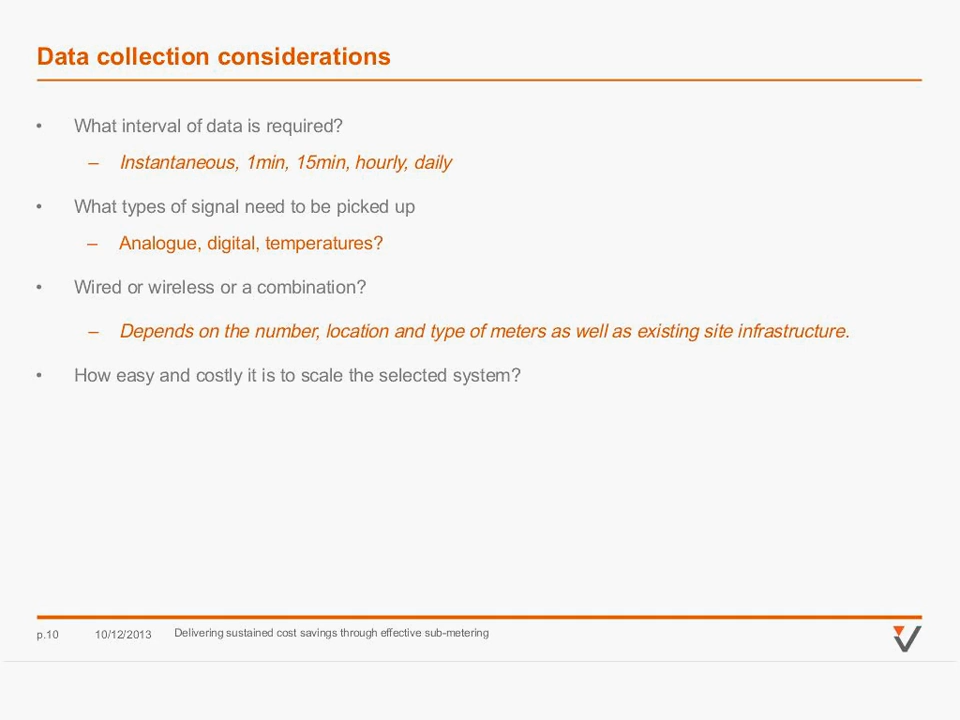 Data collection considerations
• What interval of data is required?
– Instantaneous, 1min, 15min, hourly, daily
• What types of signal need to be picked up
– Analogue, digital, temperatures?
• Wired or wireless or a combination?
– Depends on the number, location and type of meters as well as existing site infrastructure.
• How easy and costly it is to scale the selected system?
p.10 10/12/2013 Delivering sustained cost savings through effective sub-metering